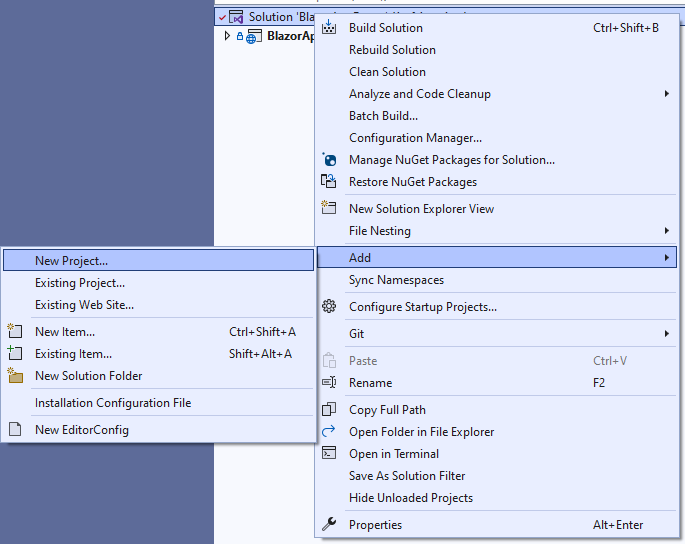 Solution
BlazorAp
Build Solution Ctrl+Shift+B
Rebuild Solution
Clean Solution
Analyze and Code Cleanup
Batch Build...
Configuration Manager...
Manage NuGet Packages for Solution...
Restore NuGet Packages
New Solution Explorer View
File Nesting
Add
Sync Namespaces
Configure Startup Projects...
Git
Paste Ctrl+V
Rename F2
Copy Full Path
Open Folder in File Explorer
Open in Terminal
Save As Solution Filter
Hide Unloaded Projects
Properties Alt+Enter
New Project...
Existing Project...
Existing Web Site...
New Item... Ctrl+Shift+A
Existing Item... Shift+Alt+A
New Solution Folder
Installation Configuration File
New EditorConfig